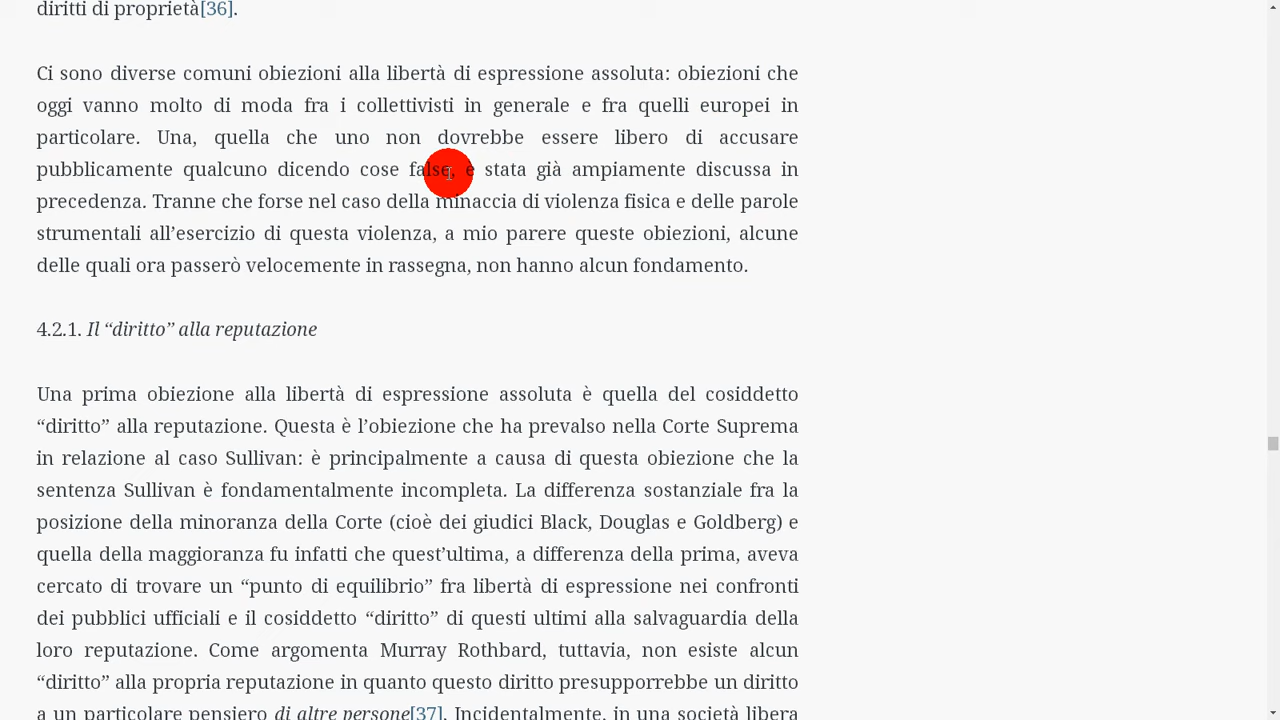 diritti di proprietà[36].
Ci sono diverse comuni obiezioni alla libertà di espressione assoluta: obiezioni che
oggi vanno molto di moda fra i collettivisti in generale e fra quelli europei in
particolare. Una, quella che uno non dovrebbe essere libero di accusare
pubblicamente qualcuno dicendo cose false, è stata già ampiamente discussa in
precedenza. Tranne che forse nel caso della minaccia di violenza fisica e delle parole
strumentali all’esercizio di questa violenza, a mio parere queste obiezioni, alcune
delle quali ora passerò velocemente in rassegna, non hanno alcun fondamento.
4.2.1. Il “diritto” alla reputazione
Una prima obiezione alla libertà di espressione assoluta è quella del cosiddetto
“diritto” alla reputazione. Questa è l’obiezione che ha prevalso nella Corte Suprema
in relazione al caso Sullivan: è principalmente a causa di questa obiezione che la
sentenza Sullivan è fondamentalmente incompleta. La differenza sostanziale fra la
posizione della minoranza della Corte (cioè dei giudici Black, Douglas e Goldberg) e
quella della maggioranza fu infatti che quest’ultima, a differenza della prima, aveva
cercato di trovare un “punto di equilibrio” fra libertà di espressione nei confronti
dei pubblici ufficiali e il cosiddetto “diritto” di questi ultimi alla salvaguardia della
loro reputazione. Come argomenta Murray Rothbard, tuttavia, non esiste alcun
“diritto” alla propria reputazione in quanto questo diritto presupporrebbe un diritto
a un particolare pensiero di altre persone[37]. Incidentalmente, in una società libera